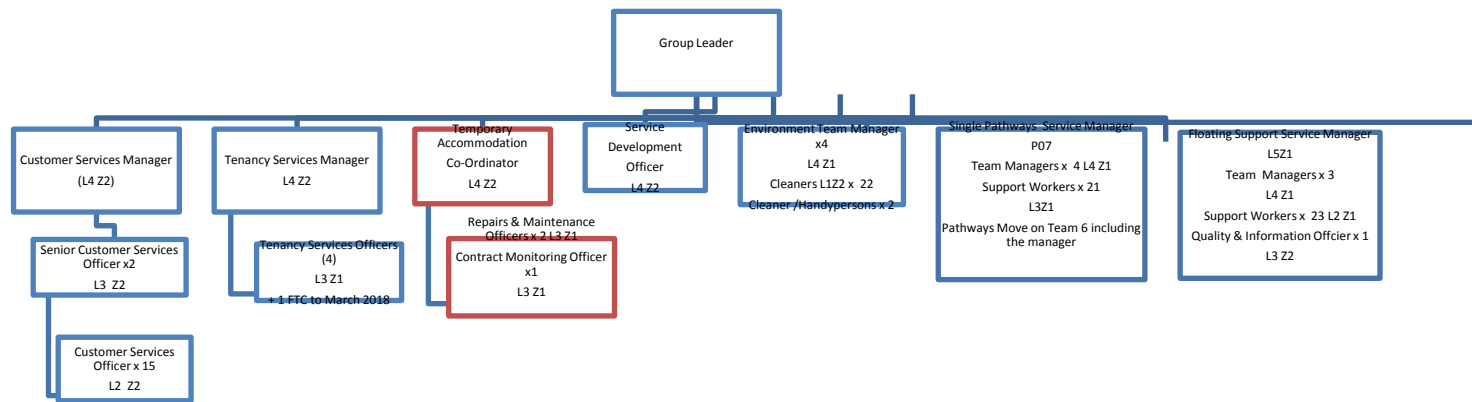 Group Leader
Customer Services Manager
(L4 Z2)
Senior Customer Services
Officer x2
L3 Z2
Customer Services
Officer x 15
L2 Z2
Tenancy Services Manager
L4 Z2
Tenancy Services Officers
(4)
L3 Z1
+ 1 FTC to March 2018
Temporary
Accommodation
Co-Ordinator
L4 Z2
Repairs & Maintenance
Officers x 2 L3 Z1
Contract Monitoring Officer
x1
L3 Z1
Service
Development
Officer
L4 Z2
Environment Team Manager
x4
L4 Z1
Cleaners L1Z2 x 22
Cleaner /Handypersons x 2
Single Pathways Service Manager
P07
Team Managers x 4 L4 Z1
Support Workers x 21
L3Z1
Pathways Move on Team 6 including
the manager
Floating Support Service Manager
L5Z1
Team Managers x 3
L4 Z1
Support Workers x 23 L2 Z1
Quality & Information Offcier x 1
L3 Z2